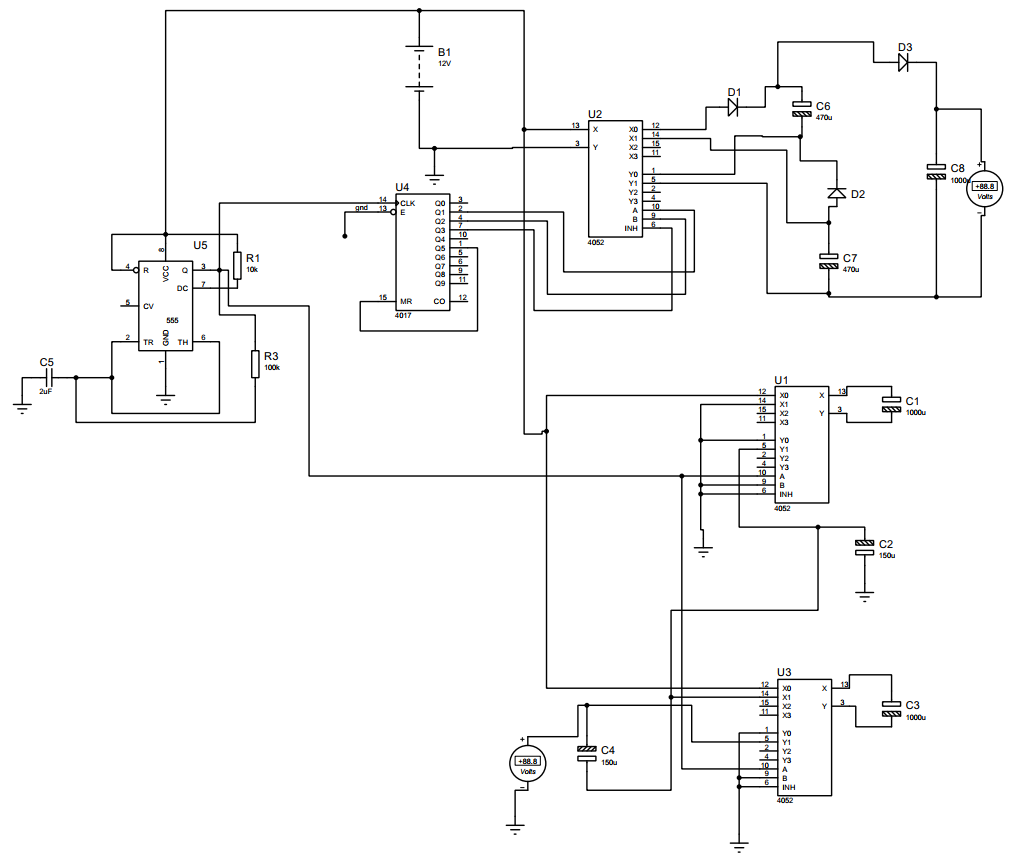 B1
12V
D3
D1
C6
470u
C8
1000u
+88.8
Volts
+
−
D2
C7
470u
U2
13 X
3 Y
X0 12
X1 14
X2 15
X3 11
Y0 1
Y1 5
Y2 2
Y3 4
A 10
B 9
INH 6
4052
U4
gnd
14 CLK
13 E
15 MR
Q0 3
Q1 2
Q2 4
Q3 7
Q4 10
Q5 1
Q6 5
Q7 6
Q8 9
Q9 11
CO 12
4017
U5
8
VCC
4 R
Q 3
DC 7
5 CV
555
2 TR
GND
TH 6
1
R1
10k
R3
100k
C5
2uF
U1
12 X0
14 X1
15 X2
11 X3
1 Y0
5 Y1
2 Y2
4 Y3
10 A
9 B
6 INH
X 13
Y 3
4052
C1
1000u
C2
150u
U3
12 X0
14 X1
15 X2
11 X3
1 Y0
5 Y1
2 Y2
4 Y3
10 A
9 B
6 INH
X 13
Y 3
4052
C3
1000u
C4
150u
+
+88.8
Volts
−